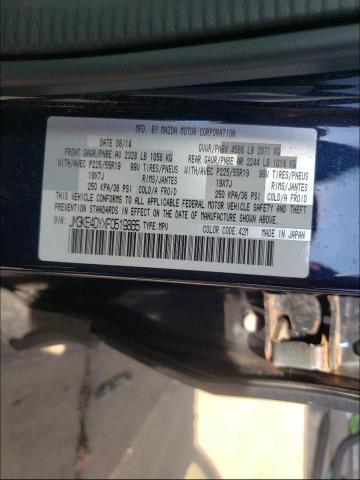 MFD. BY MAZDA MOTOR CORPORATION
DATE 08/14 GVWR/PNBV 4566 LB 2071 KG
FRONT GAWR/PNBE AV 2328 LB 1056 KG REAR GAWR/PNBE AR 2244 LB 1018 KG
WITH/AVEC P225/55R19 99V TIRES/PNEUS WITH/AVEC P225/55R19 99V TIRES/PNEUS
19X7J RIMS/JANTES 19X7J RIMS/JANTES
250 KPA/36 PSI COLD/A FROID 250 KPA/36 PSI COLD/A FROID
THIS VEHICLE CONFORMS TO ALL APPLICABLE FEDERAL MOTOR VEHICLE SAFETY
BUMPER, AND THEFT PREVENTION STANDARDS IN EFFECT ON THE DATE OF MANUFACTURE SHOWN ABOVE.
VIN: JM3KE4DYXF0519865 TYPE:MPV COLOR CODE:42M MADE IN JAPAN